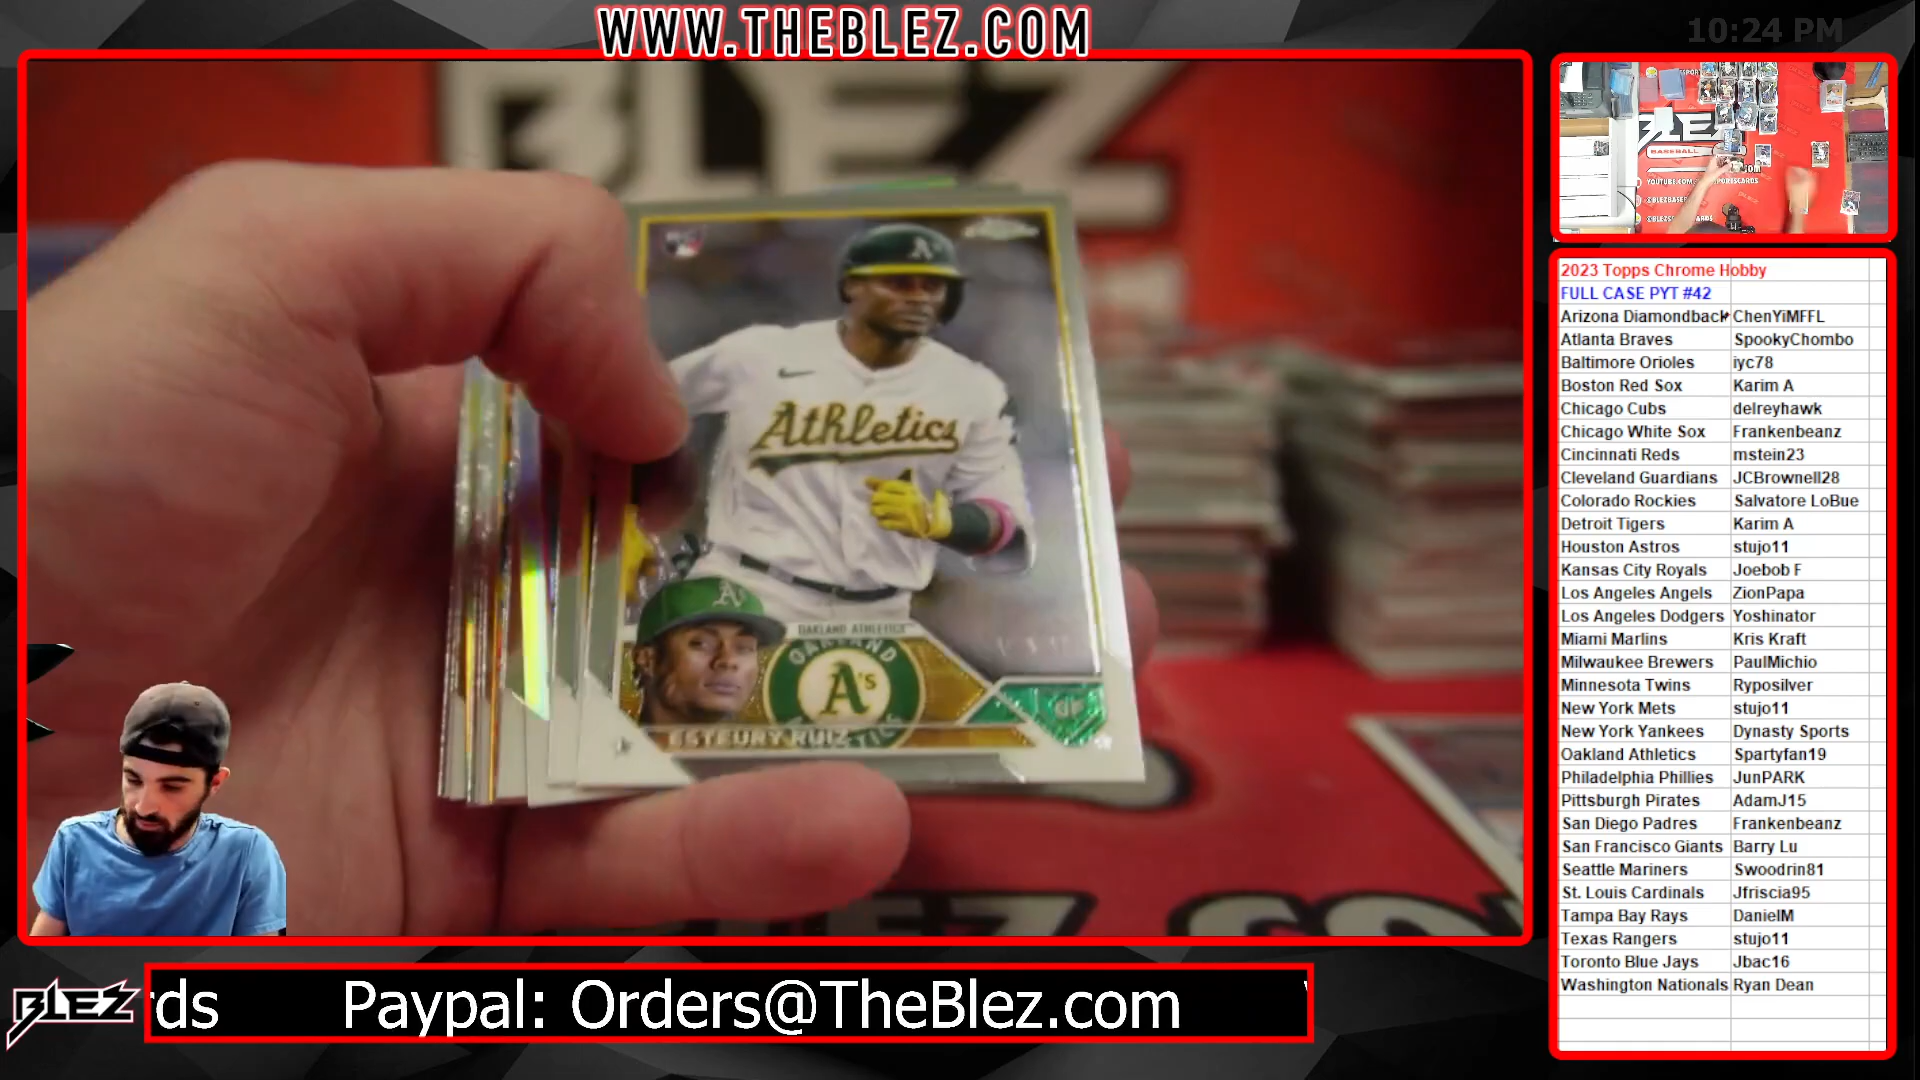 WWW.THEBLEZ.COM
10:24 PM
BLEZ
Athletics
OAKLAND ATHLETICS
OAKLAND
A's
ESTEURY RUIZ
BASEBALL
2023 Topps Chrome Hobby
FULL CASE PYT #42
Arizona Diamondback ChenYiMFFL
Atlanta Braves SpookyChombo
Baltimore Orioles iyc78
Boston Red Sox Karim A
Chicago Cubs delreyhawk
Chicago White Sox Frankenbeanz
Cincinnati Reds mstein23
Cleveland Guardians JCBrownell28
Colorado Rockies Salvatore LoBue
Detroit Tigers Karim A
Houston Astros stujo11
Kansas City Royals Joebob F
Los Angeles Angels ZionPapa
Los Angeles Dodgers Yoshinator
Miami Marlins Kris Kraft
Milwaukee Brewers PaulMichio
Minnesota Twins Ryposilver
New York Mets stujo11
New York Yankees Dynasty Sports
Oakland Athletics Spartyfan19
Philadelphia Phillies JunPARK
Pittsburgh Pirates AdamJ15
San Diego Padres Frankenbeanz
San Francisco Giants Barry Lu
Seattle Mariners Swoodrin81
St. Louis Cardinals Jfriscia95
Tampa Bay Rays DanielM
Texas Rangers stujo11
Toronto Blue Jays Jbac16
Washington Nationals Ryan Dean
BLEZ
rds Paypal: Orders@TheBlez.com